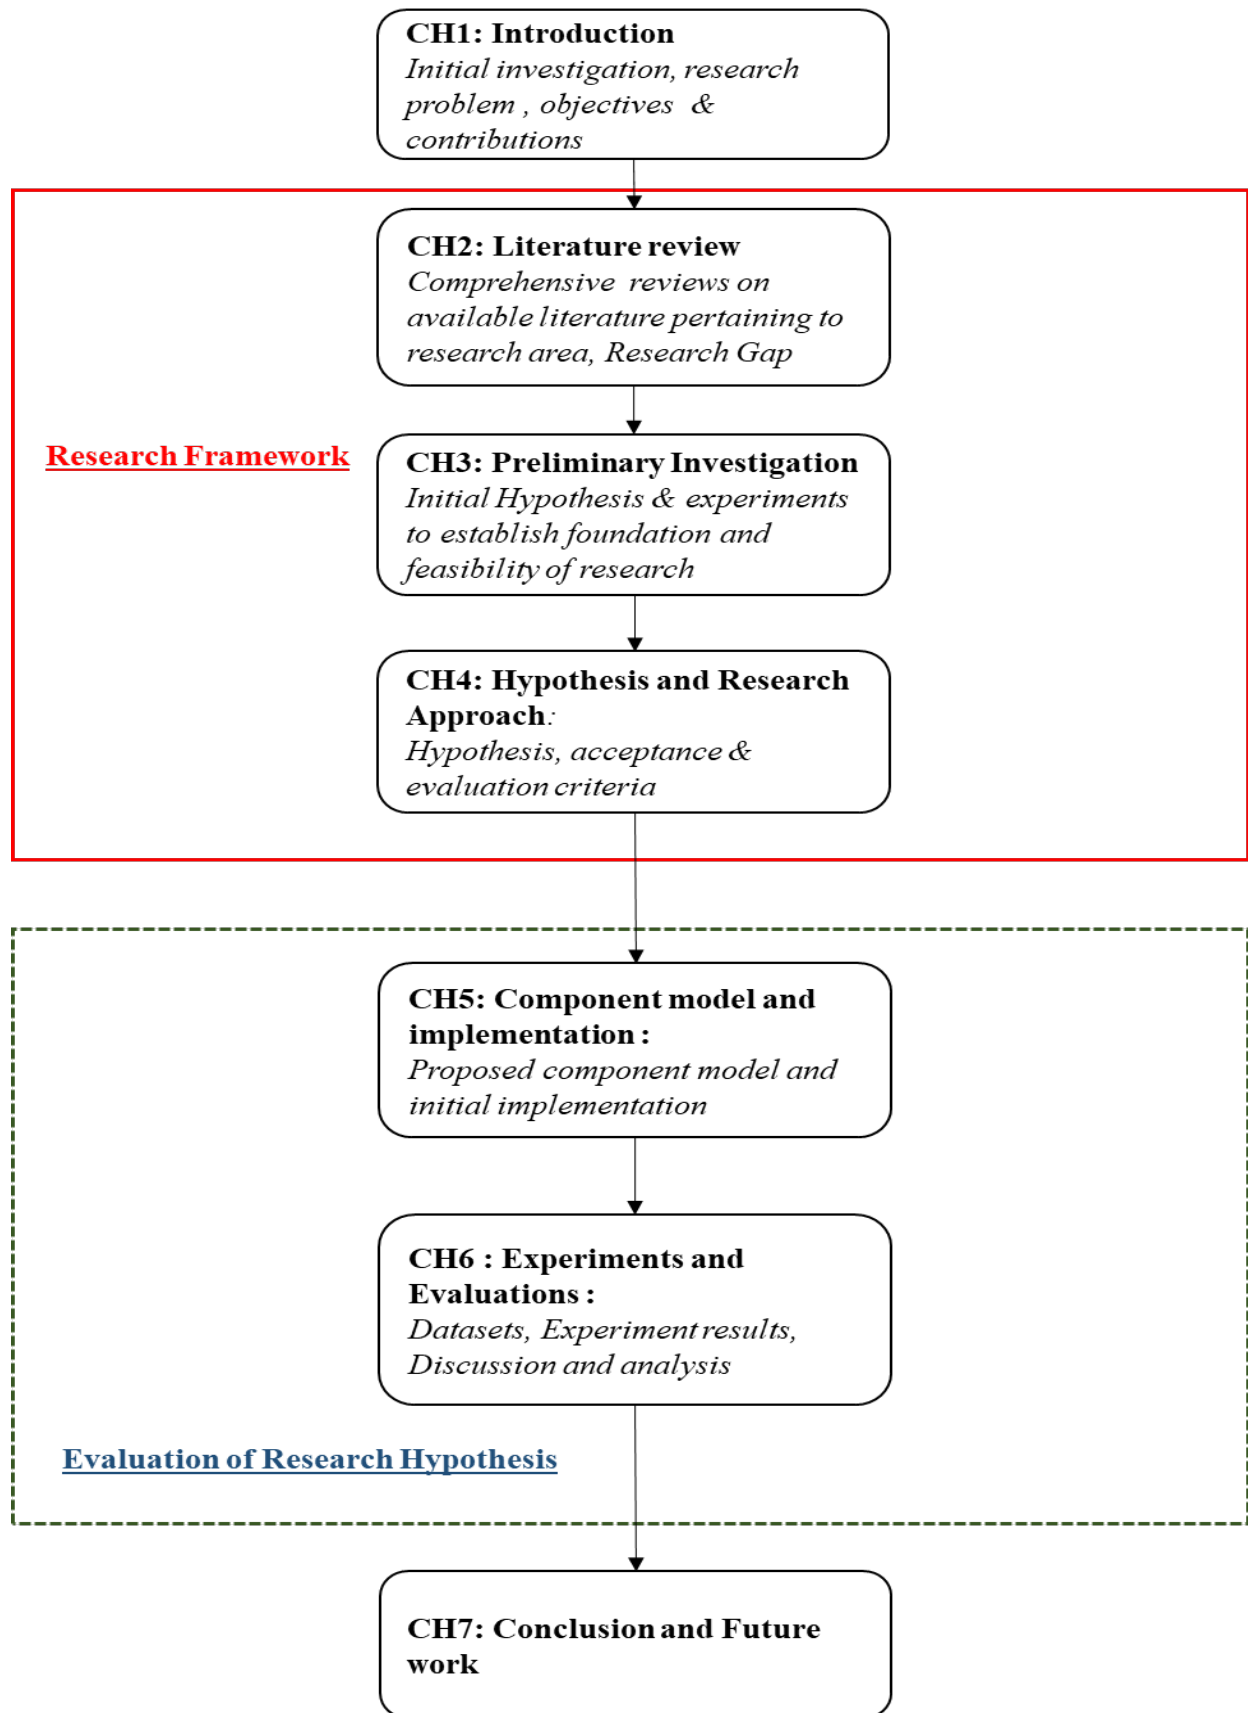 CH1: Introduction
Initial investigation, research
problem , objectives &
contributions
CH2: Literature review
Comprehensive reviews on
available literature pertaining to
research area, Research Gap
Research Framework
CH3: Preliminary Investigation
Initial Hypothesis & experiments
to establish foundation and
feasibility of research
CH4: Hypothesis and Research
Approach:
Hypothesis, acceptance &
evaluation criteria
CH5: Component model and
implementation :
Proposed component model and
initial implementation
CH6 : Experiments and
Evaluations :
Datasets, Experiment results,
Discussion and analysis
Evaluation of Research Hypothesis
CH7: Conclusion and Future
work